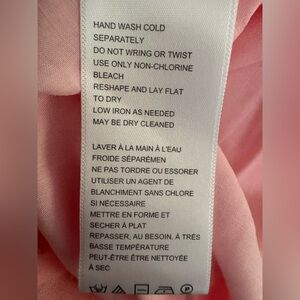 HAND WASH COLD
SEPARATELY
DO NOT WRING OR TWIST
USE ONLY NON-CHLORINE
BLEACH
RESHAPE AND LAY FLAT
TO DRY
LOW IRON AS NEEDED
MAY BE DRY CLEANED
LAVER À LA MAIN À L'EAU
FROIDE SÉPARÉMEN
NE PAS TORDRE OU ESSORER
UTILISER UN AGENT DE
BLANCHIMENT SANS CHLORE
SI NÉCESSAIRE
METTRE EN FORME ET
SECHER À PLAT
REPASSER, AU BESOIN, À TRÉS
BASSE TEMPÉRATURE
PEUT-ÊTRE ÊTRE NETTOYÉE
À SEC